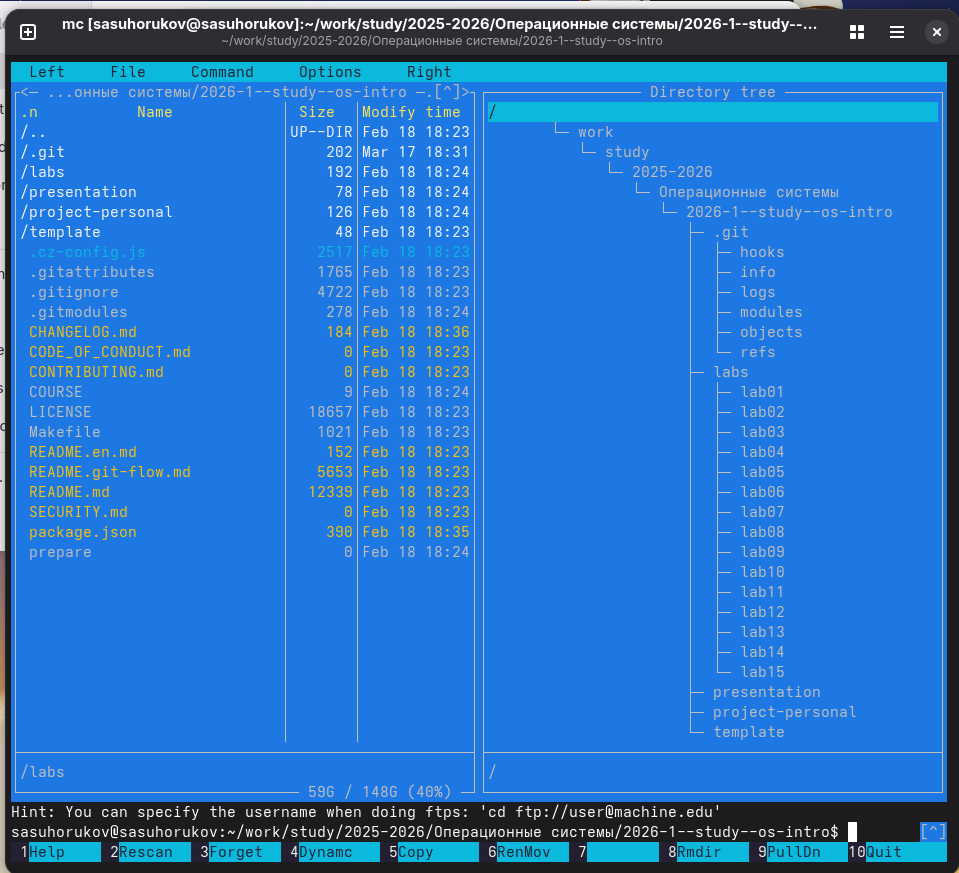 mc [sasuhorukov@sasuhorukov]:~/work/study/2025-2026/Операционные системы/2026-1--study--...
~/work/study/2025-2026/Операционные системы/2026-1--study--os-intro
Left File Command Options Right
<─ ...онные системы/2026-1--study--os-intro ─.[^]>
.n Name Size Modify time
/.. UP--DIR Feb 18 18:23
/.git 202 Mar 17 18:31
/labs 192 Feb 18 18:24
/presentation 78 Feb 18 18:24
/project-personal 126 Feb 18 18:24
/template 48 Feb 18 18:23
.cz-config.js 2517 Feb 18 18:23
.gitattributes 1765 Feb 18 18:23
.gitignore 4722 Feb 18 18:23
.gitmodules 278 Feb 18 18:24
CHANGELOG.md 184 Feb 18 18:36
CODE_OF_CONDUCT.md 0 Feb 18 18:23
CONTRIBUTING.md 0 Feb 18 18:23
COURSE 9 Feb 18 18:24
LICENSE 18657 Feb 18 18:23
Makefile 1021 Feb 18 18:23
README.en.md 152 Feb 18 18:23
README.git-flow.md 5653 Feb 18 18:23
README.md 12339 Feb 18 18:23
SECURITY.md 0 Feb 18 18:23
package.json 390 Feb 18 18:35
prepare 0 Feb 18 18:24
/labs
59G / 148G (40%)
Directory tree
/
work
study
2025-2026
Операционные системы
2026-1--study--os-intro
.git
hooks
info
logs
modules
objects
refs
labs
lab01
lab02
lab03
lab04
lab05
lab06
lab07
lab08
lab09
lab10
lab11
lab12
lab13
lab14
lab15
presentation
project-personal
template
/
Hint: You can specify the username when doing ftps: 'cd ftp://user@machine.edu'
sasuhorukov@sasuhorukov:~/work/study/2025-2026/Операционные системы/2026-1--study--os-intro$ [^]
1Help 2Rescan 3Forget 4Dynamc 5Copy 6RenMov 7 8Rmdir 9PullDn 10Quit